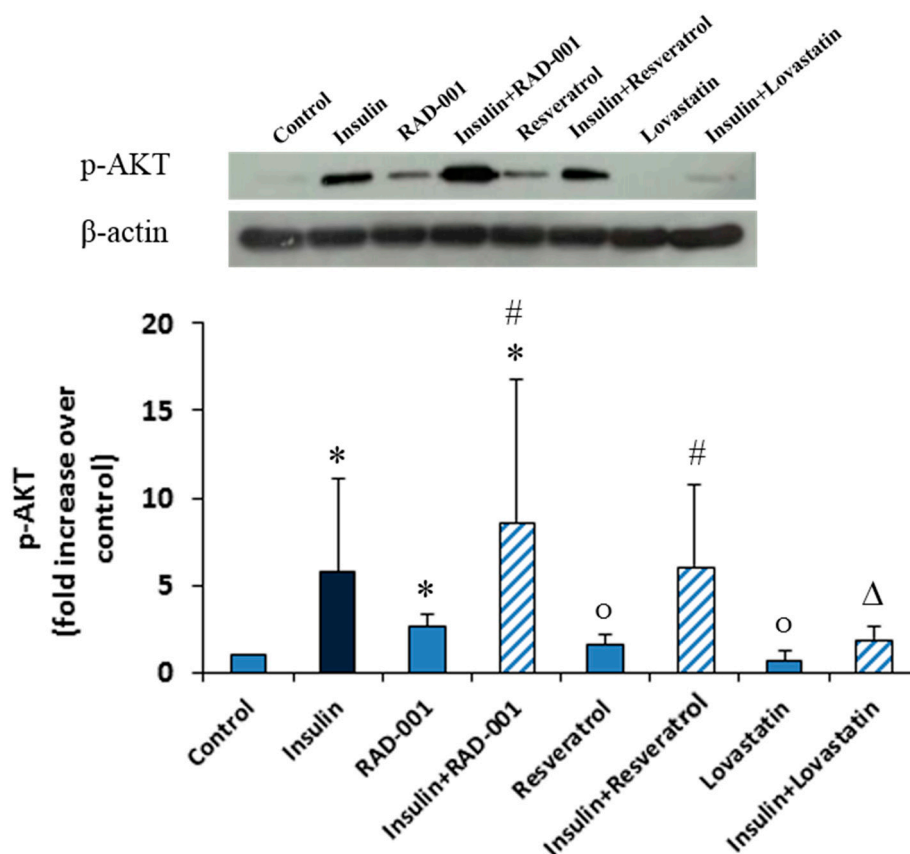 Control
Insulin
RAD-001
Insulin+RAD-001
Resveratrol
Insulin+Resveratrol
Lovastatin
Insulin+Lovastatin
p-AKT
β-actin
p-AKT
(fold increase over
control)
20
15
10
5
0
*
*
#
*
o
#
o
Δ
Control
Insulin
RAD-001
Insulin+RAD-001
Resveratrol
Insulin+Resveratrol
Lovastatin
Insulin+Lovastatin